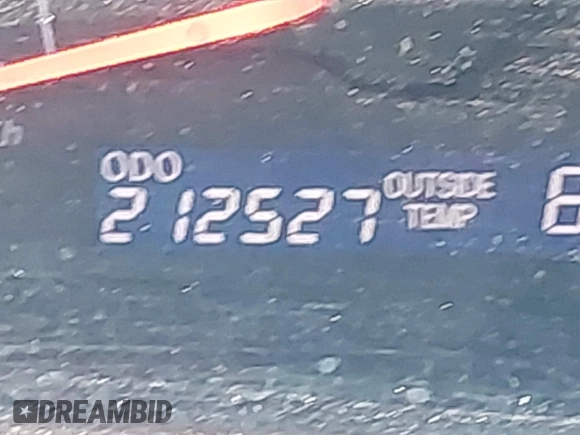 ODO
212527
OUTSIDE
TEMP
DREAMBID